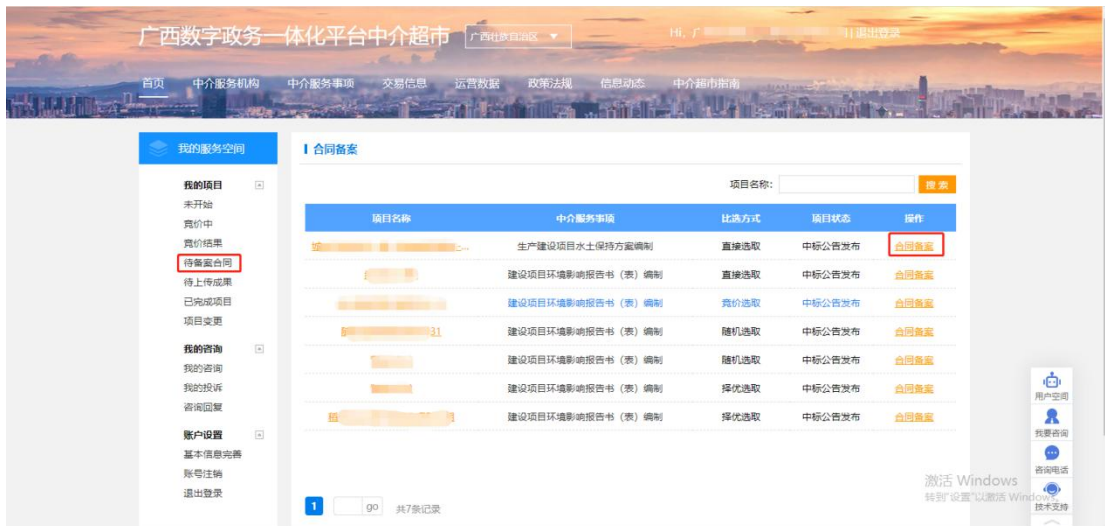 广西数字政务一体化平台中介超市 广西壮族自治区 ▼ Hi, 广 | 退出登录
首页 中介服务机构 中介服务事项 交易信息 运营数据 政策法规 信息动态 中介超市指南
我的服务空间
我的项目
未开始
竞价中
竞价结果
待备案合同
待上传成果
已完成项目
项目变更
我的咨询
我的咨询
我的投诉
咨询回复
账户设置
基本信息完善
账号注销
退出登录
合同备案
项目名称： 搜索
项目名称 中介服务事项 比选方式 项目状态 操作
生产建设项目水土保持方案编制 直接选取 中标公告发布 合同备案
建设项目环境影响报告书（表）编制 直接选取 中标公告发布 合同备案
建设项目环境影响报告书（表）编制 竞价选取 中标公告发布 合同备案
31 建设项目环境影响报告书（表）编制 随机选取 中标公告发布 合同备案
建设项目环境影响报告书（表）编制 随机选取 中标公告发布 合同备案
建设项目环境影响报告书（表）编制 择优选取 中标公告发布 合同备案
建设项目环境影响报告书（表）编制 择优选取 中标公告发布 合同备案
1 go 共7条记录
用户空间
我要咨询
咨询电话
技术支持
激活 Windows
转到"设置"以激活 Windows。